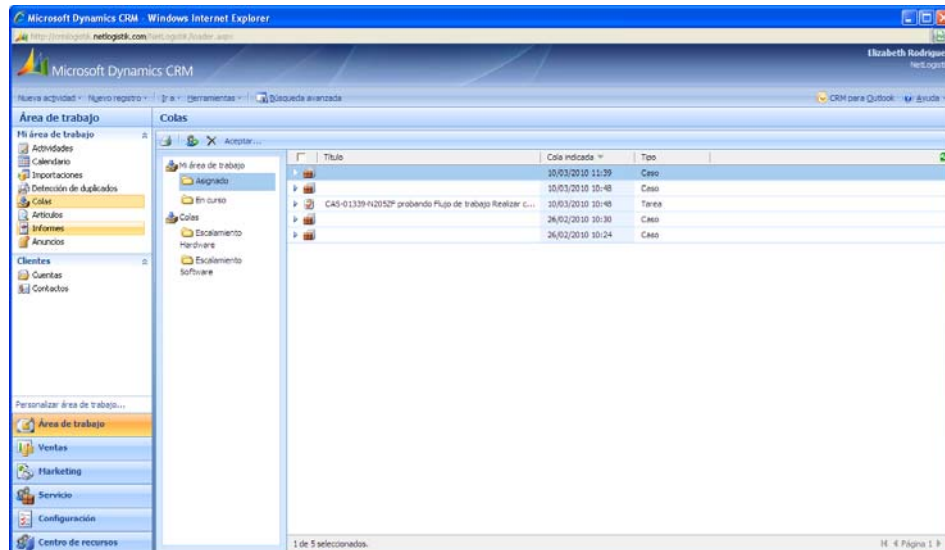 Microsoft Dynamics CRM - Windows Internet Explorer
netlogistik.com
Elizabeth Rodrigue
NetLogisti
Microsoft Dynamics CRM
Nueva actividad Nuevo registro Ir a Herramientas Búsqueda avanzada CRM para Outlook Ayuda
Área de trabajo
Colas
Mi área de trabajo
Actividades
Calendario
Importaciones
Detección de duplicados
Colas
Artículos
Informes
Anuncios
Clientes
Cuentas
Contactos
Aceptar...
Mi área de trabajo
Asignado
En curso
Colas
Escalamiento
Hardware
Escalamiento
Software
Título Cola indicada Tipo
10/03/2010 11:39 Caso
10/03/2010 10:48 Caso
CAS-01339-N2052F probando Flujo de trabajo Realizar c... 10/03/2010 10:48 Tarea
26/02/2010 10:30 Caso
26/02/2010 10:24 Caso
Personalizar área de trabajo...
Área de trabajo
Ventas
Marketing
Servicio
Configuración
Centro de recursos
1 de 5 seleccionados.
Página 1